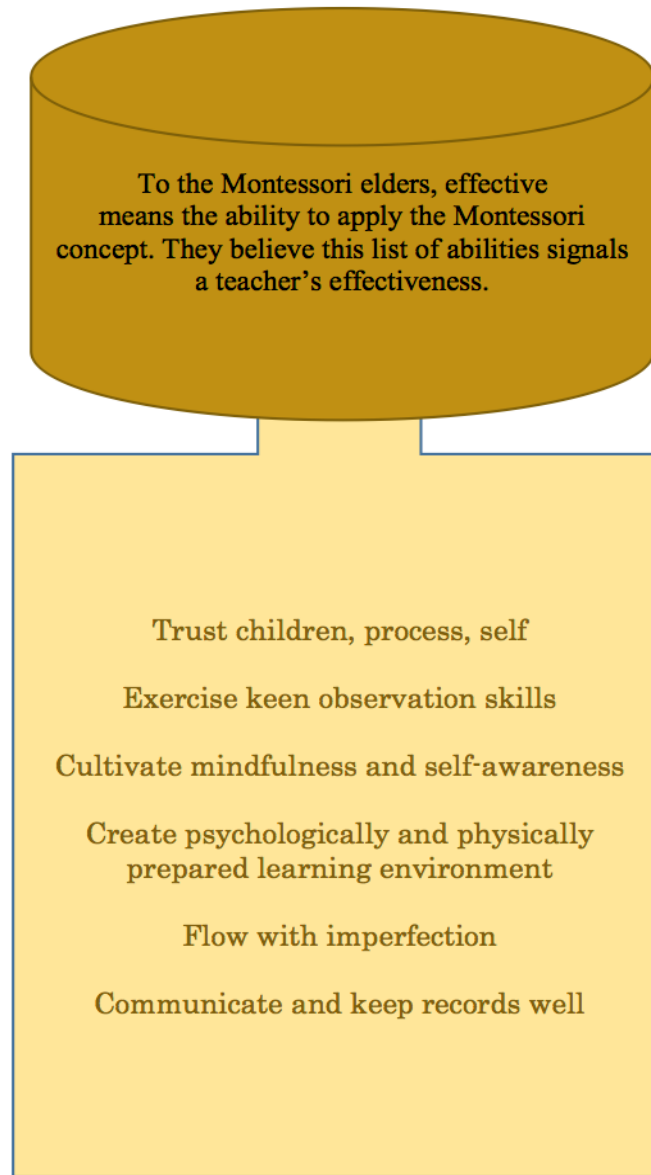 To the Montessori elders, effective
means the ability to apply the Montessori
concept. They believe this list of abilities signals
a teacher’s effectiveness.
Trust children, process, self
Exercise keen observation skills
Cultivate mindfulness and self-awareness
Create psychologically and physically
prepared learning environment
Flow with imperfection
Communicate and keep records well